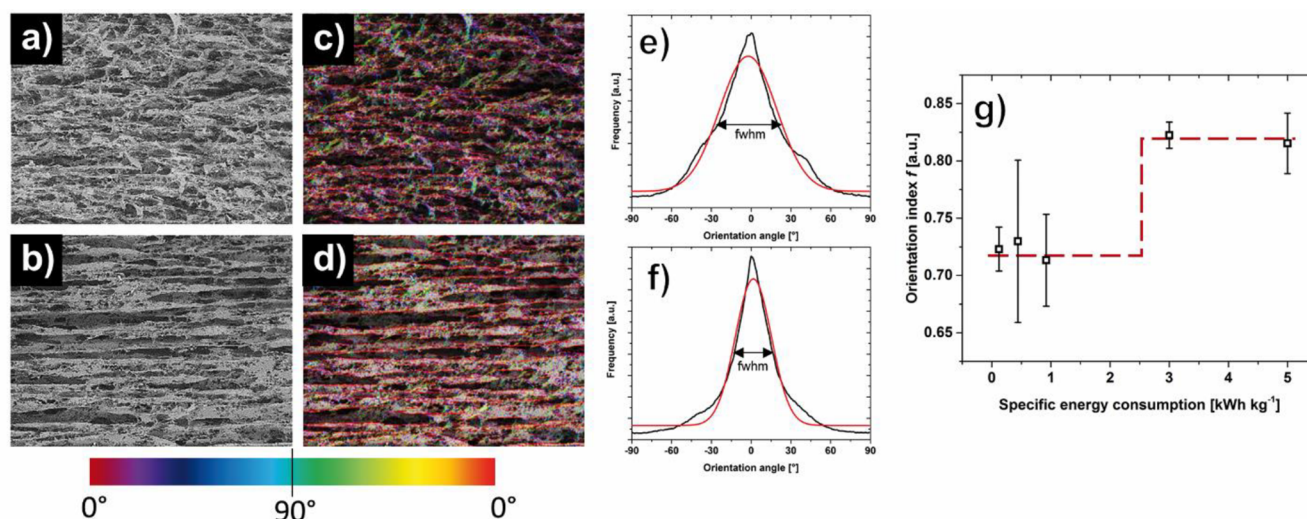 a)
b)
0°
90°
0°
c)
d)
e)
Frequency [a.u.]
fwhm
-90 -60 -30 0 30 60 90
Orientation angle [°]
f)
Frequency [a.u.]
fwhm
-90 -60 -30 0 30 60 90
Orientation angle [°]
g)
Orientation index f [a.u.]
0.85
0.80
0.75
0.70
0.65
0 1 2 3 4 5
Specific energy consumption [kWh kg⁻¹]